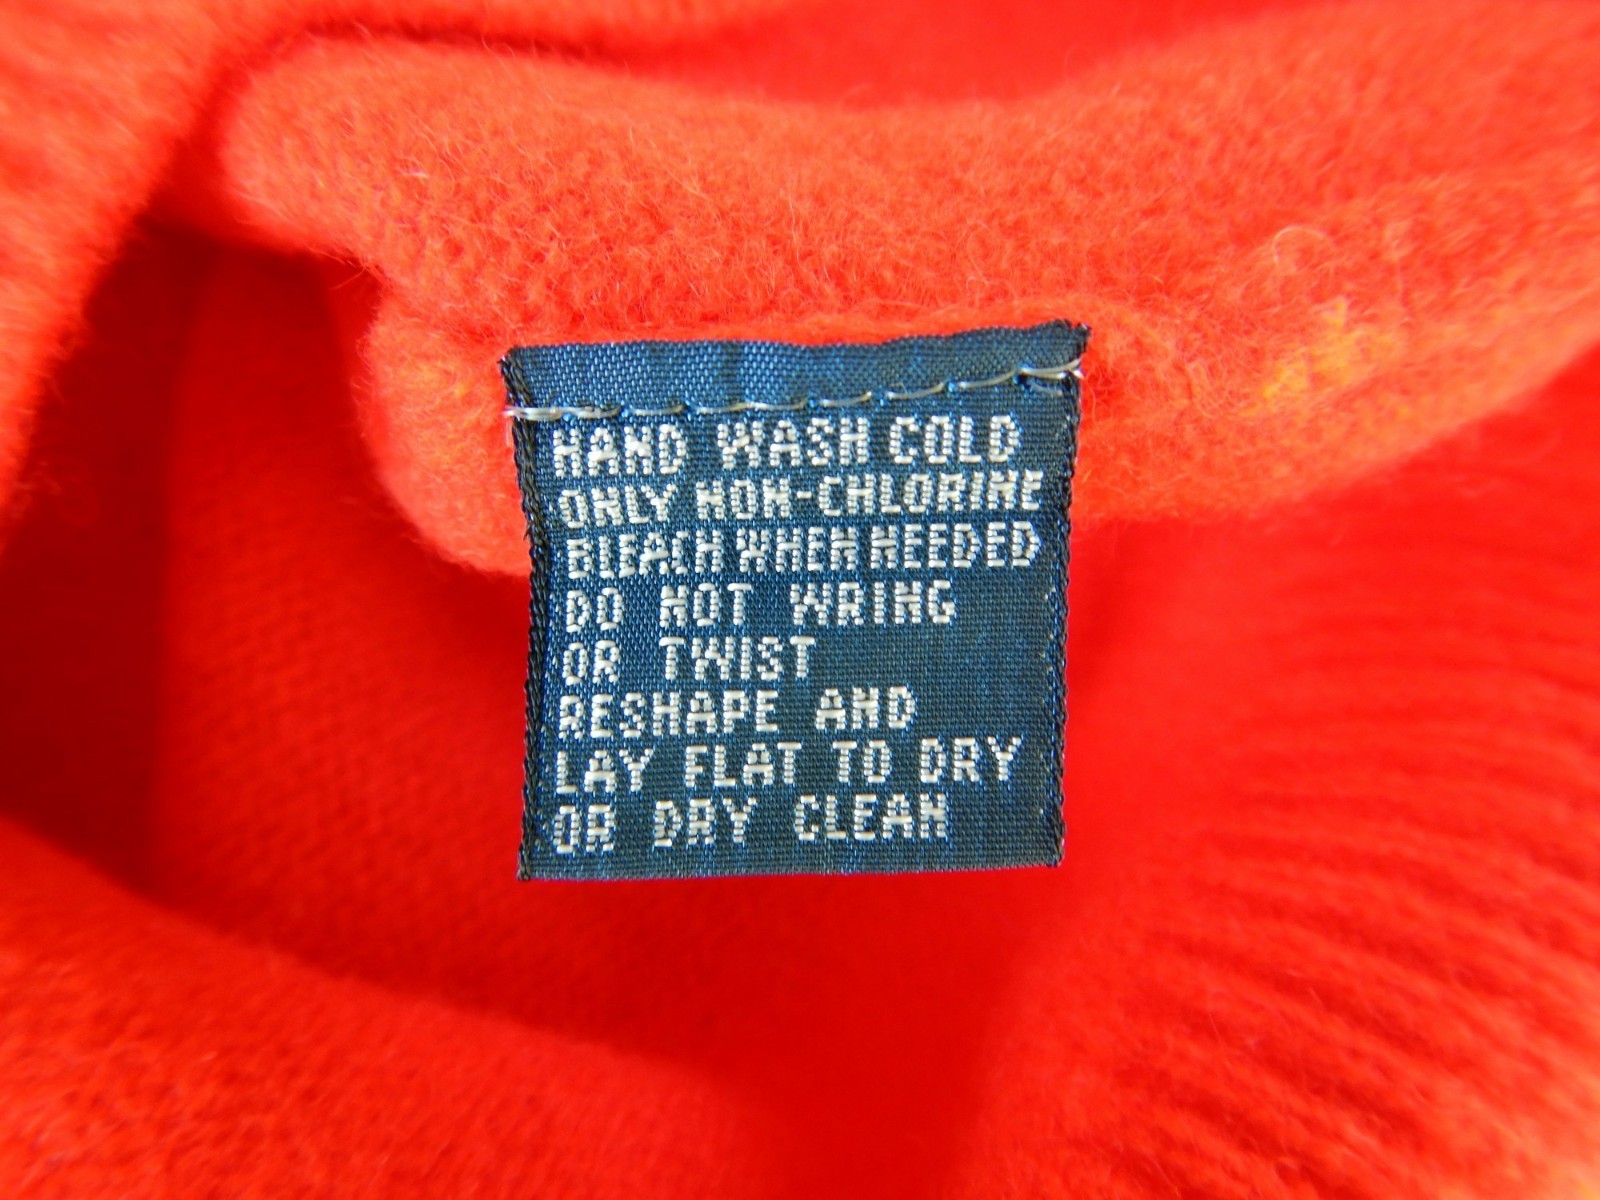 HAND WASH COLD
ONLY NON-CHLORINE
BLEACH WHEN NEEDED
DO NOT WRING
OR TWIST
RESHAPE AND
LAY FLAT TO DRY
OR DRY CLEAN